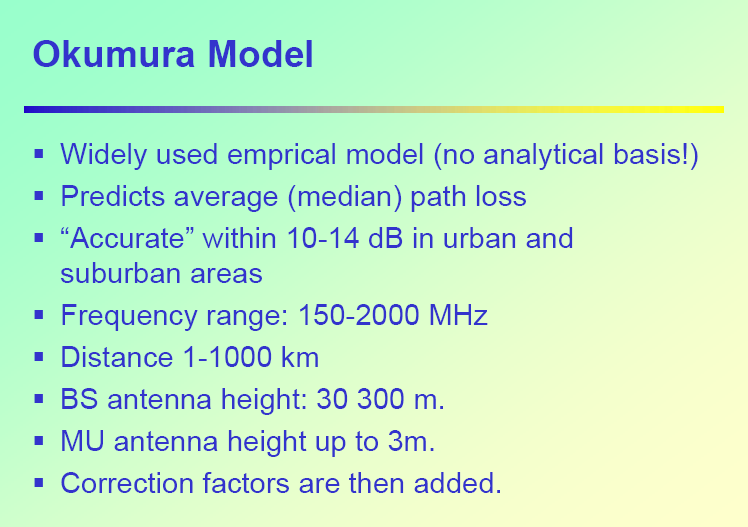 Okumura Model
▪ Widely used emprical model (no analytical basis!)
▪ Predicts average (median) path loss
▪ “Accurate” within 10-14 dB in urban and
suburban areas
▪ Frequency range: 150-2000 MHz
▪ Distance 1-1000 km
▪ BS antenna height: 30 300 m.
▪ MU antenna height up to 3m.
▪ Correction factors are then added.